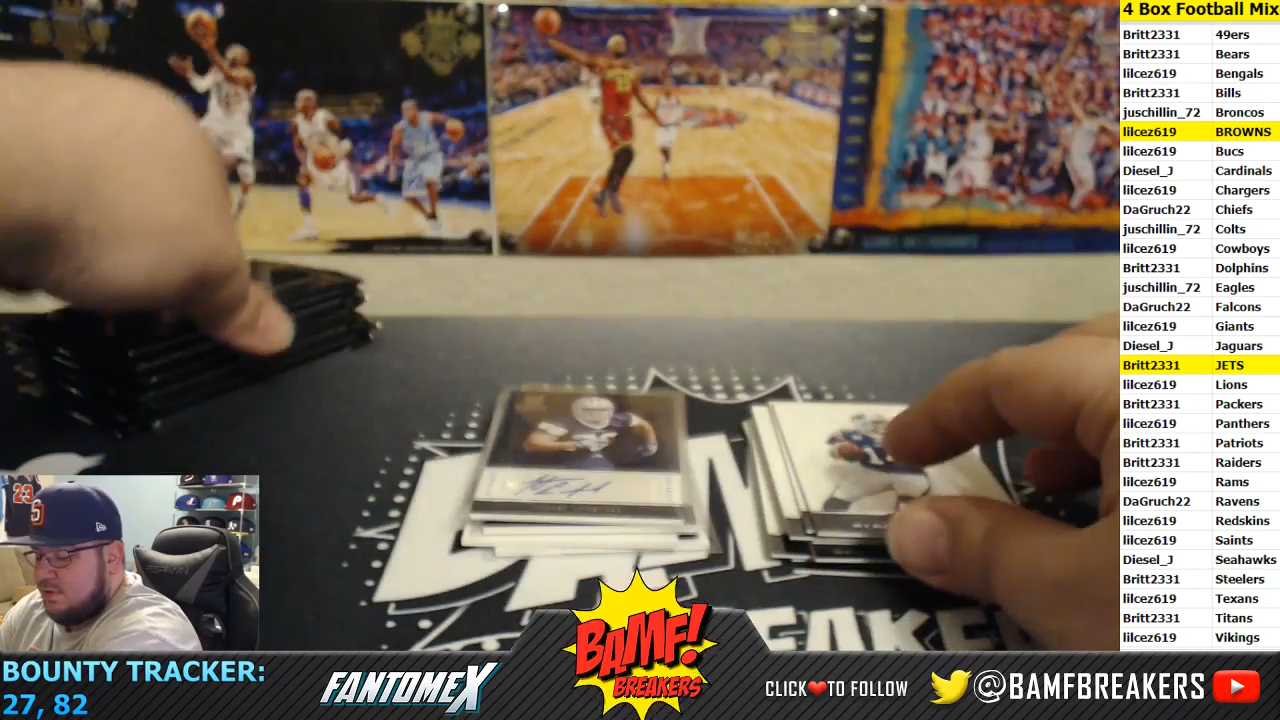 4 Box Football Mix
Britt2331 49ers
Britt2331 Bears
lilcez619 Bengals
Britt2331 Bills
juschillin_72 Broncos
lilcez619 BROWNS
lilcez619 Bucs
Diesel_J Cardinals
lilcez619 Chargers
DaGruch22 Chiefs
juschillin_72 Colts
lilcez619 Cowboys
Britt2331 Dolphins
juschillin_72 Eagles
DaGruch22 Falcons
lilcez619 Giants
Diesel_J Jaguars
Britt2331 JETS
lilcez619 Lions
Britt2331 Packers
lilcez619 Panthers
Britt2331 Patriots
Britt2331 Raiders
lilcez619 Rams
DaGruch22 Ravens
lilcez619 Redskins
lilcez619 Saints
Diesel_J Seahawks
Britt2331 Steelers
lilcez619 Texans
Britt2331 Titans
lilcez619 Vikings
23
BOUNTY TRACKER:
27, 82
FANTOMEX
BAMF!
BREAKERS
CLICK❤TO FOLLOW
@BAMFBREAKERS